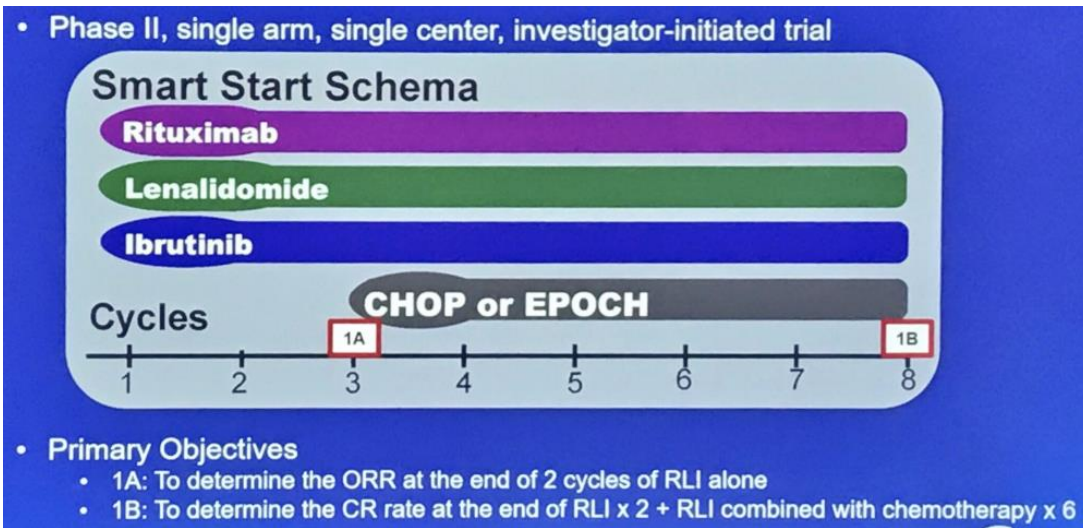 • Phase II, single arm, single center, investigator-initiated trial
Smart Start Schema
Rituximab
Lenalidomide
Ibrutinib
CHOP or EPOCH
Cycles
1A
1B
1 2 3 4 5 6 7 8
• Primary Objectives
• 1A: To determine the ORR at the end of 2 cycles of RLI alone
• 1B: To determine the CR rate at the end of RLI x 2 + RLI combined with chemotherapy x 6